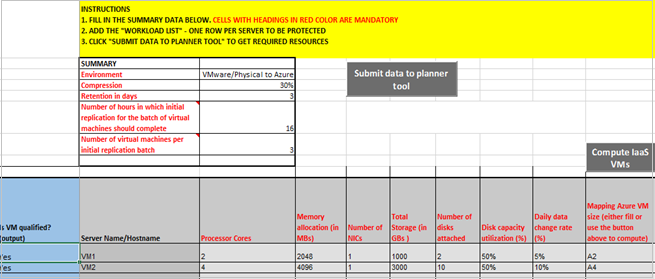 INSTRUCTIONS
1. FILL IN THE SUMMARY DATA BELOW. CELLS WITH HEADINGS IN RED COLOR ARE MANDATORY
2. ADD THE "WORKLOAD LIST" - ONE ROW PER SERVER TO BE PROTECTED
3. CLICK "SUBMIT DATA TO PLANNER TOOL" TO GET REQUIRED RESOURCES
SUMMARY
Environment VMware/Physical to Azure
Compression 30%
Retention in days 3
Number of hours in which initial
replication for the batch of virtual
machines should complete 16
Number of virtual machines per
initial replication batch 3
Submit data to planner
tool
Compute IaaS
VMs
Is VM qualified?
(output)
Server Name/Hostname
Processor Cores
Memory
allocation (in
MBs)
Number of
NICs
Total
Storage (in
GBs )
Number of
disks
attached
Disk capacity
utilization (%)
Daily data
change rate
(%)
Mapping Azure VM
size (either fill or
use the button
above to compute)
Yes VM1 2 2048 1 1000 2 50% 5% A2
Yes VM2 4 4096 1 3000 10 50% 10% A4